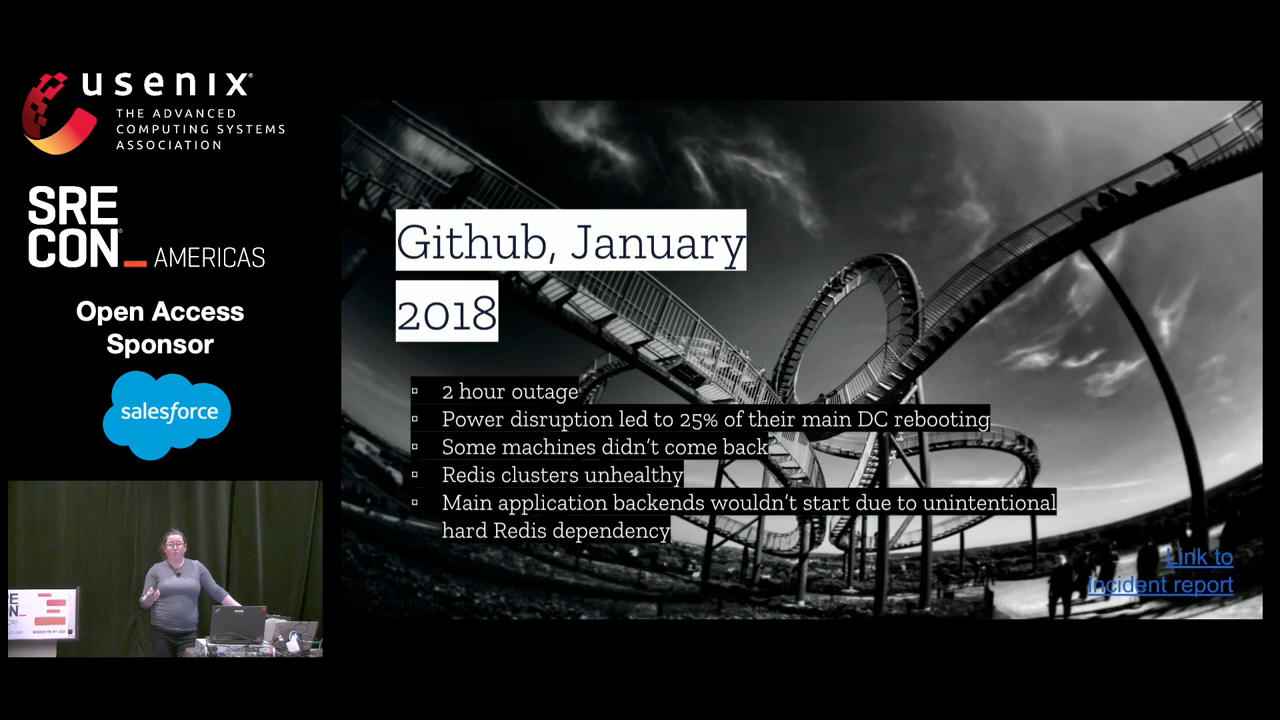 usenix
THE ADVANCED
COMPUTING SYSTEMS
ASSOCIATION
SRE
CON_AMERICAS
Open Access
Sponsor
salesforce
Github, January
2018
▫ 2 hour outage
▫ Power disruption led to 25% of their main DC rebooting
▫ Some machines didn't come back
▫ Redis clusters unhealthy
▫ Main application backends wouldn't start due to unintentional
hard Redis dependency
Link to
incident report